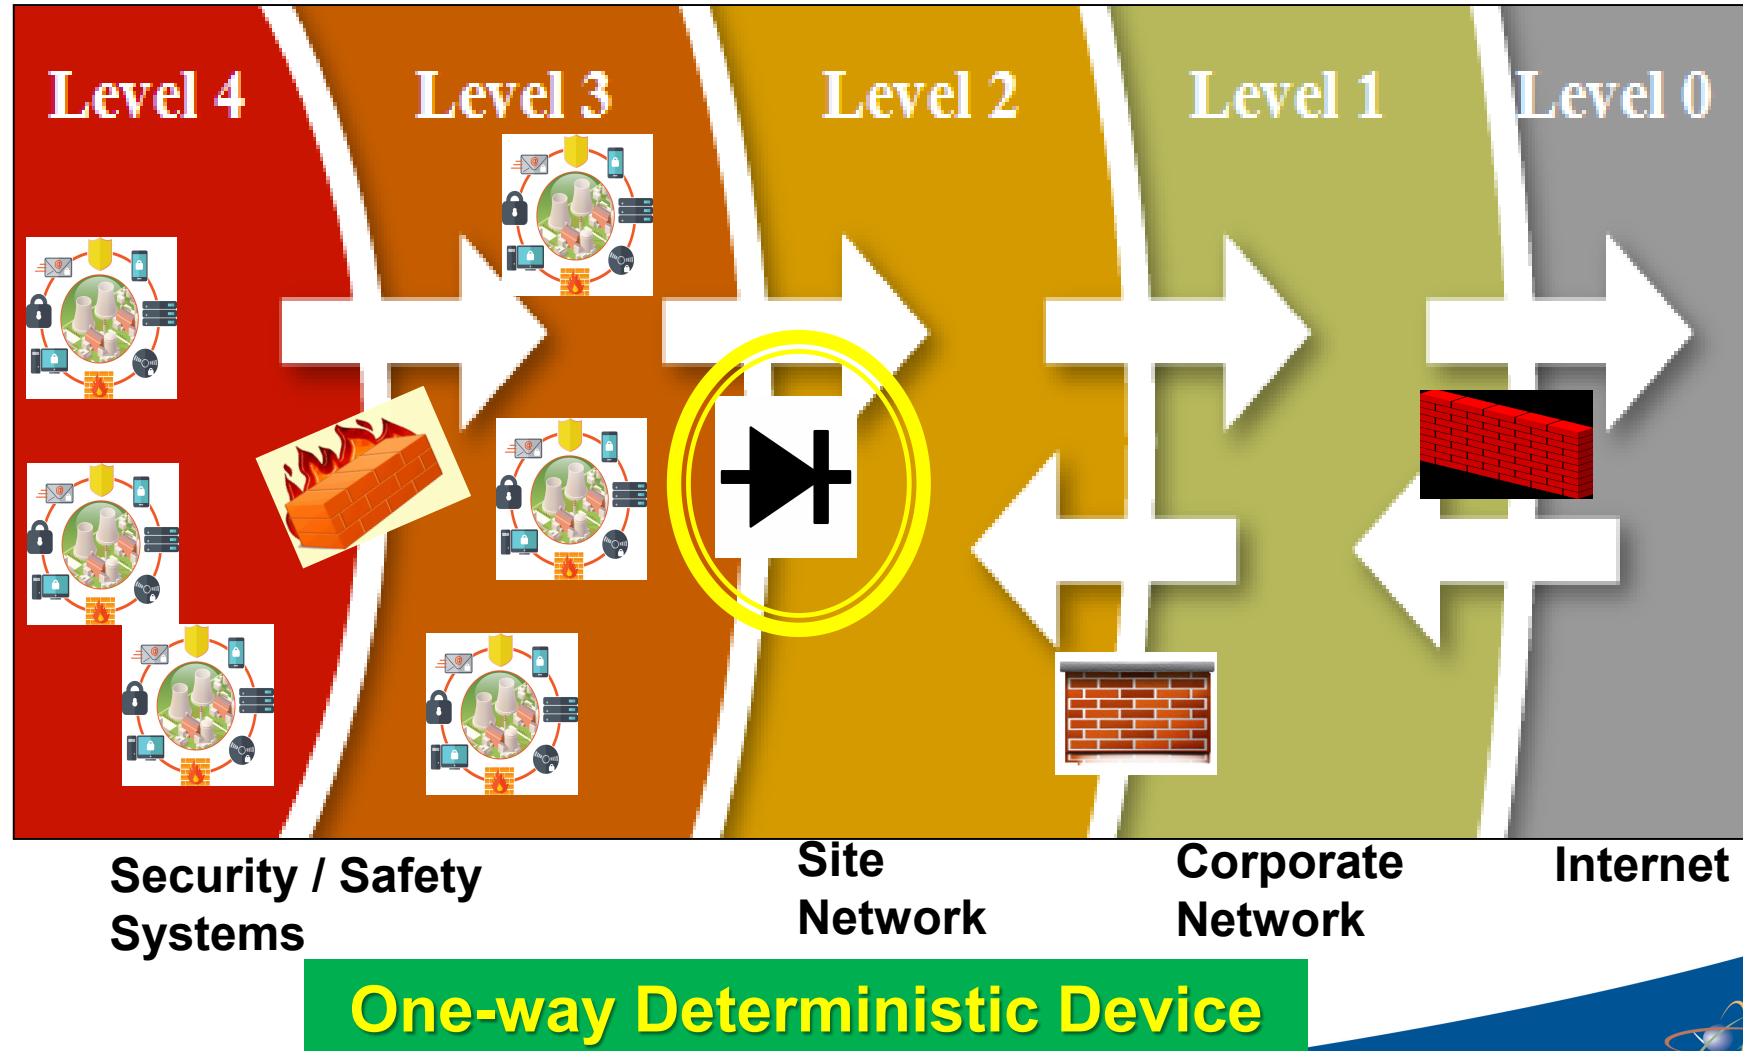 Level 4
Level 3
Level 2
Level 1
Level 0
Security / Safety
Systems
Site
Network
Corporate
Network
Internet
One-way Deterministic Device